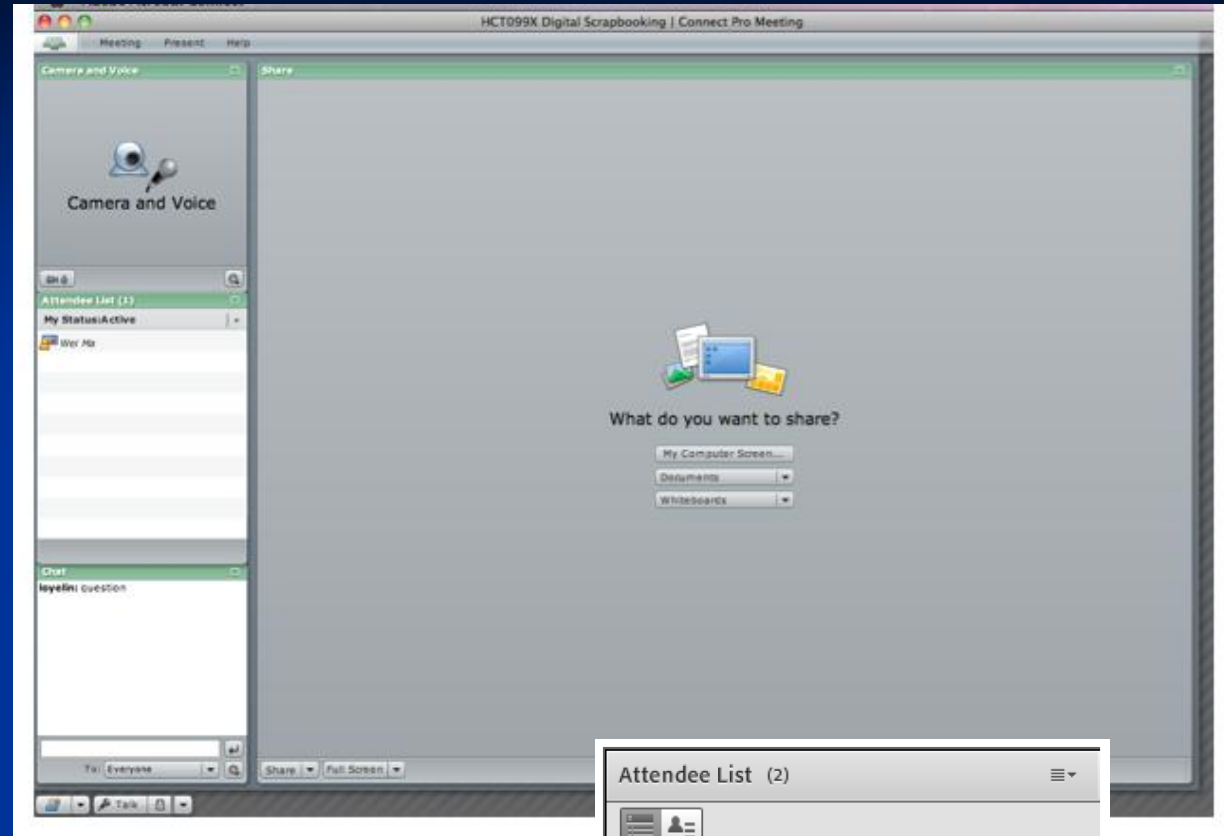 HCT099X Digital Scrapbooking | Connect Pro Meeting
Meeting Present Help
Camera and Voice
Share
Camera and Voice
Attendee List (1)
My Status:Active
Ma
What do you want to share?
My Computer Screen...
Documents
Whiteboards
Chat
question
To: Everyone
Share Full Screen
Talk
Attendee List (2)